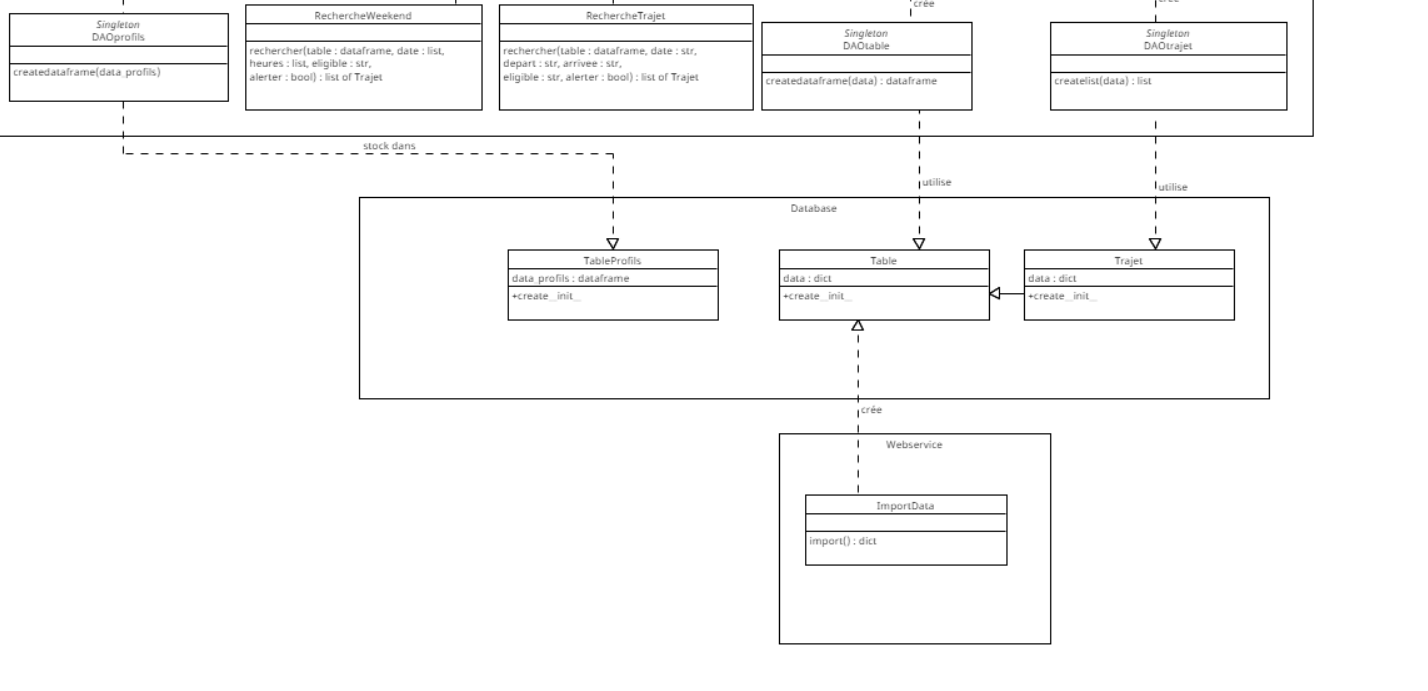 crée
crée
Singleton
DAOprofils
createdataframe(data_profils)
RechercheWeekend
rechercher(table : dataframe, date : list,
heures : list, eligible : str,
alerter : bool) : list of Trajet
RechercheTrajet
rechercher(table : dataframe, date : str,
depart : str, arrivee : str,
eligible : str, alerter : bool) : list of Trajet
Singleton
DAOtable
createdataframe(data) : dataframe
Singleton
DAOtrajet
createlist(data) : list
stock dans
utilise
utilise
Database
TableProfils
data_profils : dataframe
+create__init__
Table
data : dict
+create__init__
Trajet
data : dict
+create__init__
crée
Webservice
ImportData
import() : dict